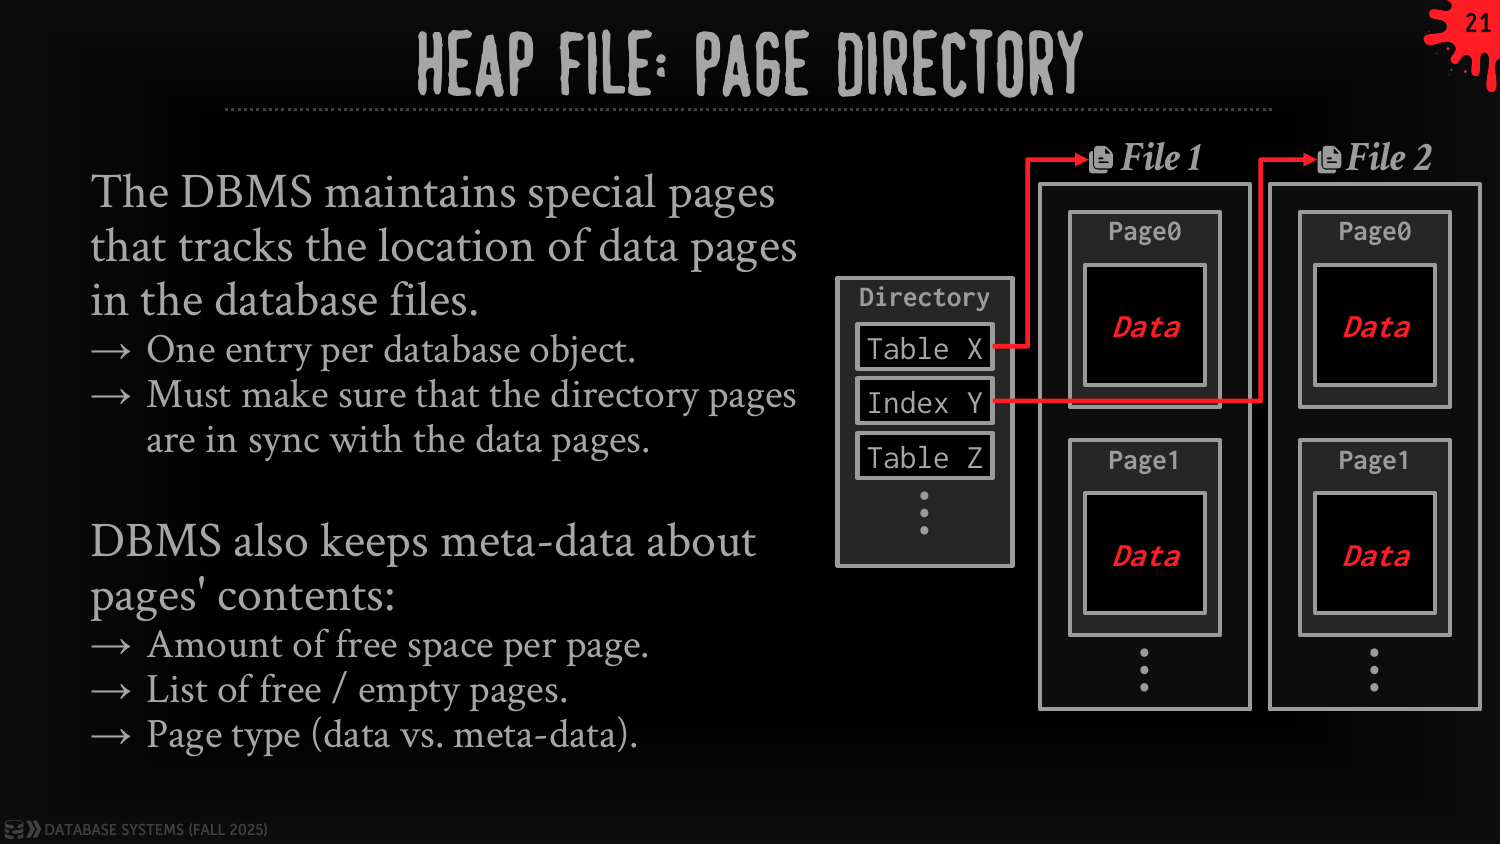 21
HEAP FILE: PAGE DIRECTORY
The DBMS maintains special pages
that tracks the location of data pages
in the database files.
→ One entry per database object.
→ Must make sure that the directory pages
are in sync with the data pages.
DBMS also keeps meta-data about
pages' contents:
→ Amount of free space per page.
→ List of free / empty pages.
→ Page type (data vs. meta-data).
Directory
Table X
Index Y
Table Z
File 1
Page0
Data
Page1
Data
File 2
Page0
Data
Page1
Data
DATABASE SYSTEMS (FALL 2025)